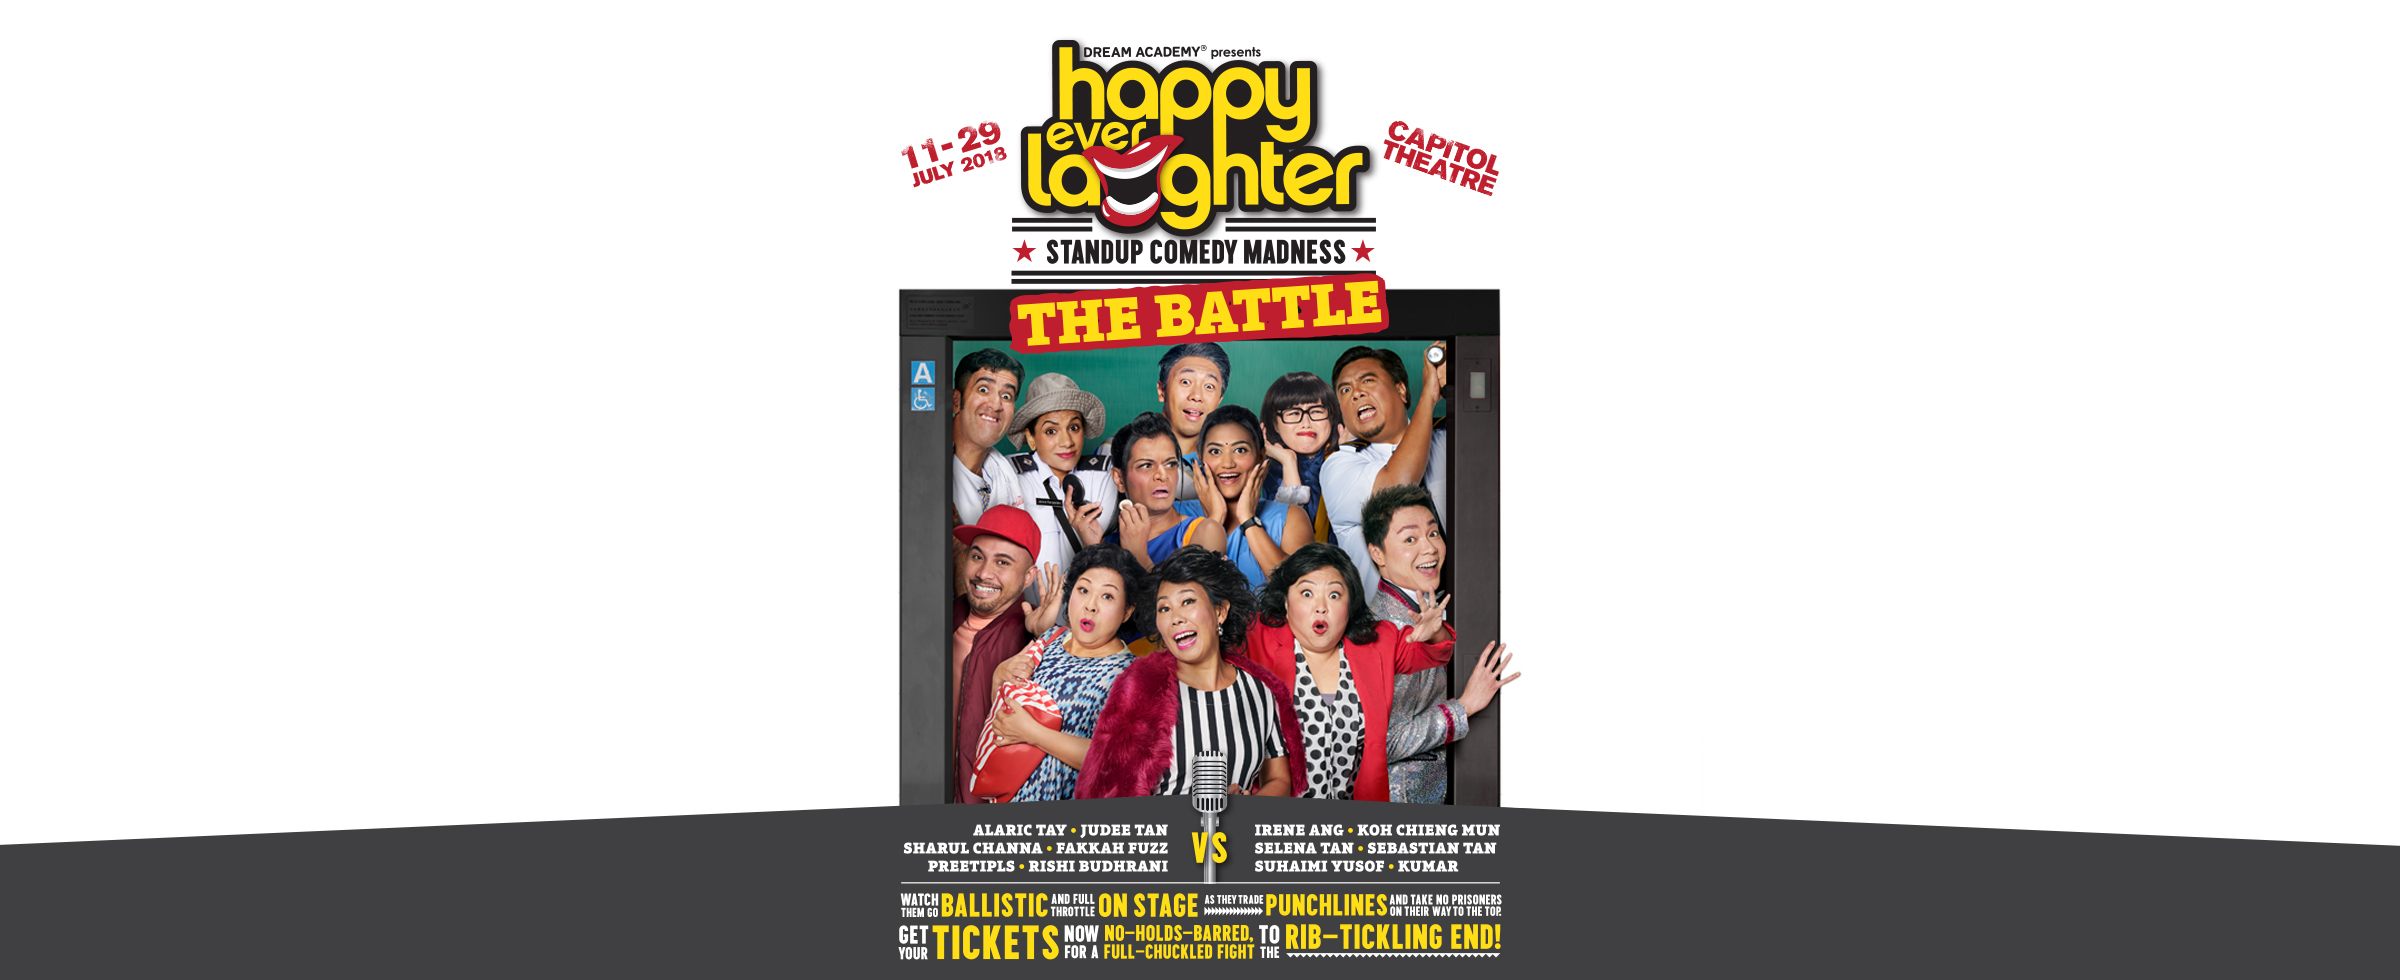 DREAM ACADEMY® presents
happy
ever
laughter
11-29
JULY 2018
CAPITOL
THEATRE
★ STANDUP COMEDY MADNESS ★
THE BATTLE
A
ALARIC TAY • JUDEE TAN
SHARUL CHANNA • FAKKAH FUZZ
PREETIPLS • RISHI BUDHRANI
VS
IRENE ANG • KOH CHIENG MUN
SELENA TAN • SEBASTIAN TAN
SUHAIMI YUSOF • KUMAR
WATCH THEM GO BALLISTIC AND FULL THROTTLE ON STAGE AS THEY TRADE PUNCHLINES AND TAKE NO PRISONERS ON THEIR WAY TO THE TOP.
GET YOUR TICKETS NOW FOR A NO-HOLDS-BARRED, FULL-CHUCKLED FIGHT TO THE RIB-TICKLING END!